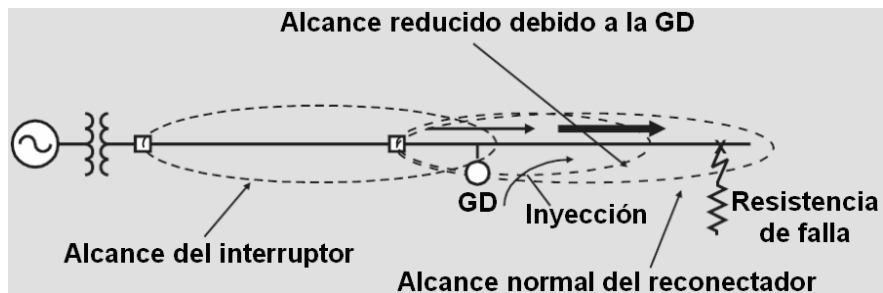 Alcance reducido debido a la GD
GD
Inyección
Resistencia
de falla
Alcance del interruptor
Alcance normal del reconectador